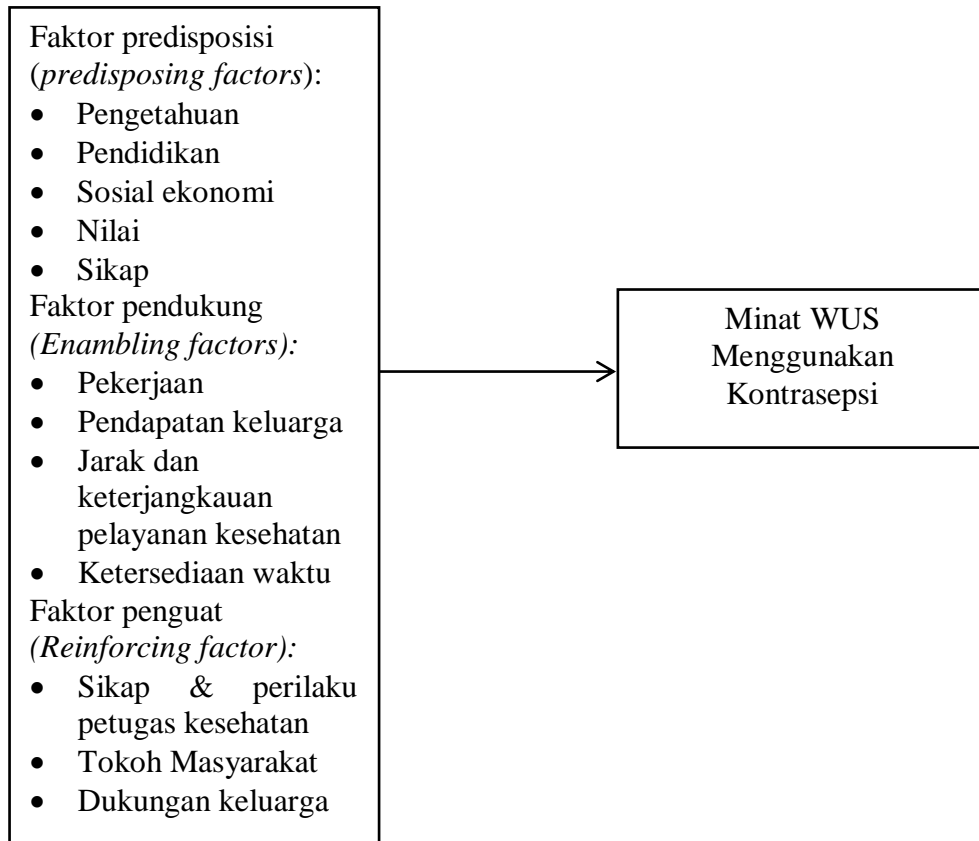 Faktor predisposisi
(predisposing factors):
• Pengetahuan
• Pendidikan
• Sosial ekonomi
• Nilai
• Sikap
Faktor pendukung
(Enambling factors):
• Pekerjaan
• Pendapatan keluarga
• Jarak dan
keterjangkauan
pelayanan kesehatan
• Ketersediaan waktu
Faktor penguat
(Reinforcing factor):
• Sikap & perilaku
petugas kesehatan
• Tokoh Masyarakat
• Dukungan keluarga
Minat WUS
Menggunakan
Kontrasepsi